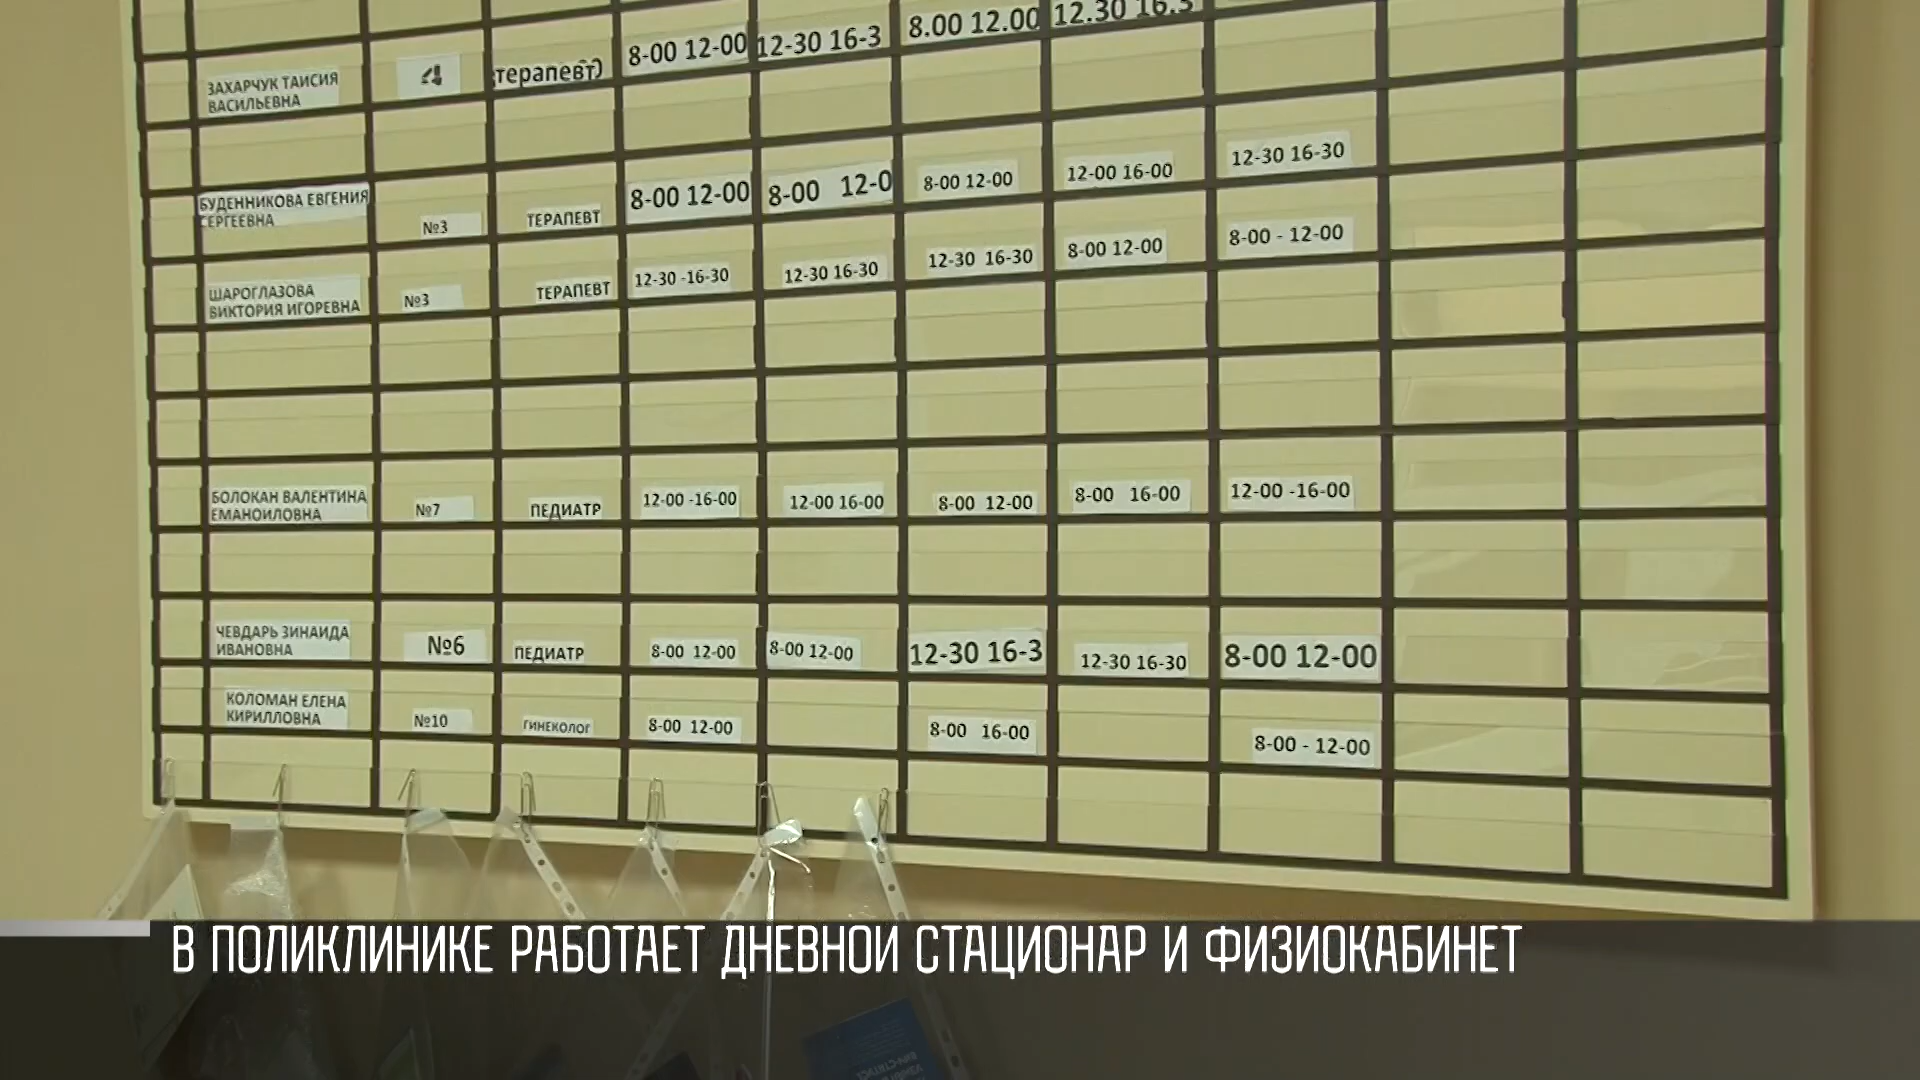 ЗАХАРЧУК ТАИСИЯ
ВАСИЛЬЕВНА
4
терапевт)
8-00 12-00
12-30 16-3
8.00 12.00
12.30 16.3
БУДЕННИКОВА ЕВГЕНИЯ
СЕРГЕЕВНА
№3
ТЕРАПЕВТ
8-00 12-00
8-00 12-0
8-00 12-00
12-00 16-00
12-30 16-30
ШАРОГЛАЗОВА
ВИКТОРИЯ ИГОРЕВНА
№3
ТЕРАПЕВТ
12-30 -16-30
12-30 16-30
12-30 16-30
8-00 12-00
8-00 - 12-00
БОЛОКАН ВАЛЕНТИНА
ЕМАНОИЛОВНА
№7
ПЕДИАТР
12-00 -16-00
12-00 16-00
8-00 12-00
8-00 16-00
12-00 -16-00
ЧЕВДАРЬ ЗИНАИДА
ИВАНОВНА
№6
ПЕДИАТР
8-00 12-00
8-00 12-00
12-30 16-3
12-30 16-30
8-00 12-00
КОЛОМАН ЕЛЕНА
КИРИЛЛОВНА
№10
ГИНЕКОЛОГ
8-00 12-00
8-00 16-00
8-00 - 12-00
В ПОЛИКЛИНИКЕ РАБОТАЕТ ДНЕВНОЙ СТАЦИОНАР И ФИЗИОКАБИНЕТ